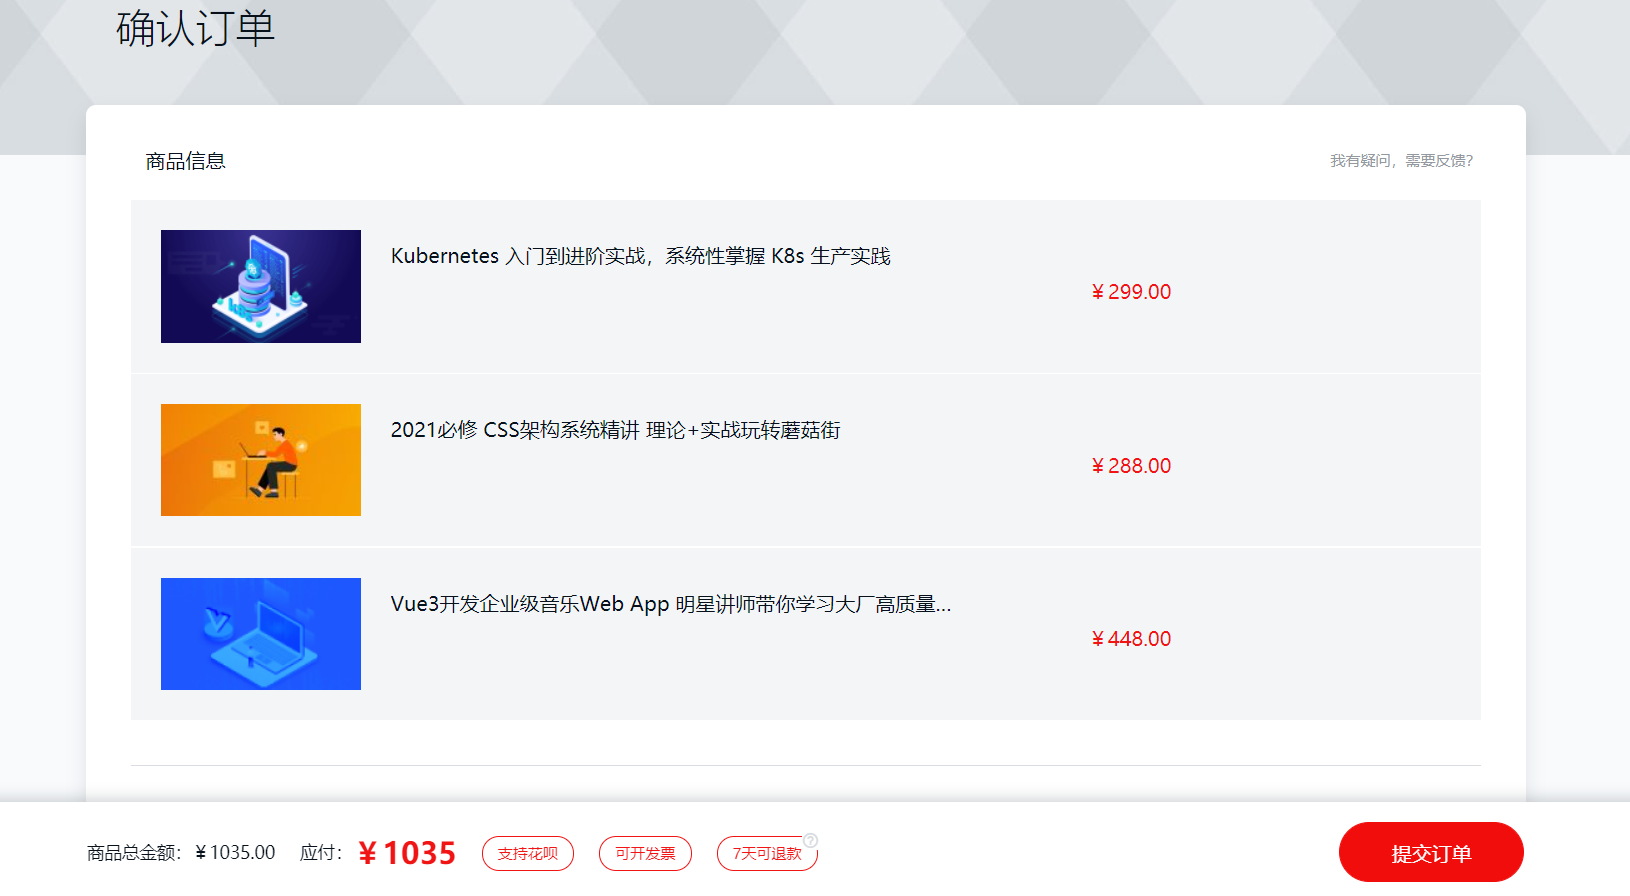 确认订单
商品信息
我有疑问，需要反馈?
Kubernetes 入门到进阶实战，系统性掌握 K8s 生产实践
¥ 299.00
2021必修 CSS架构系统精讲 理论+实战玩转蘑菇街
¥ 288.00
Vue3开发企业级音乐Web App 明星讲师带你学习大厂高质量...
¥ 448.00
商品总金额： ¥ 1035.00 应付： ¥ 1035 支持花呗 可开发票 7天可退款 ?
提交订单